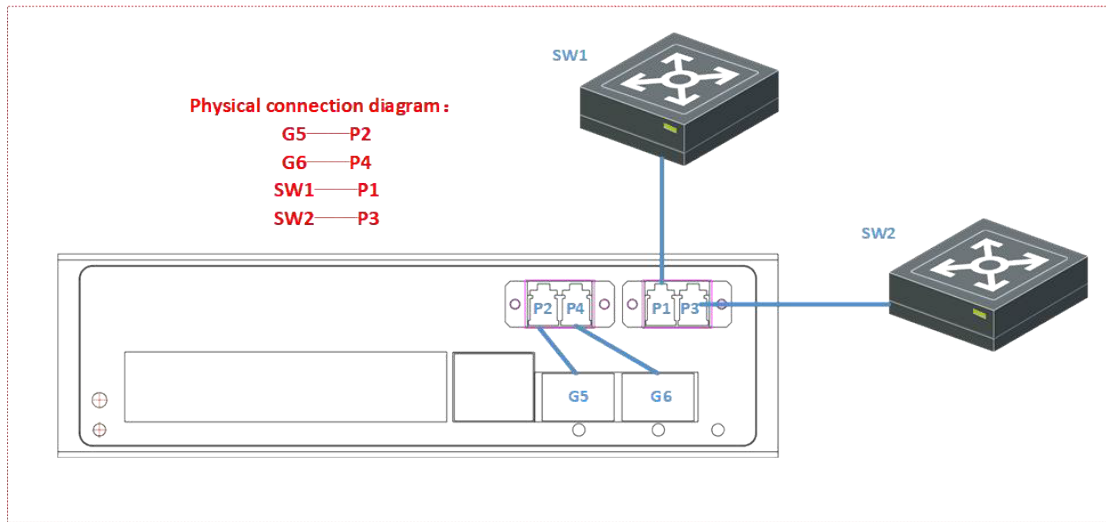 SW1
Physical connection diagram：
G5——P2
G6——P4
SW1——P1
SW2——P3
SW2
P2 P4 P1 P3
G5 G6